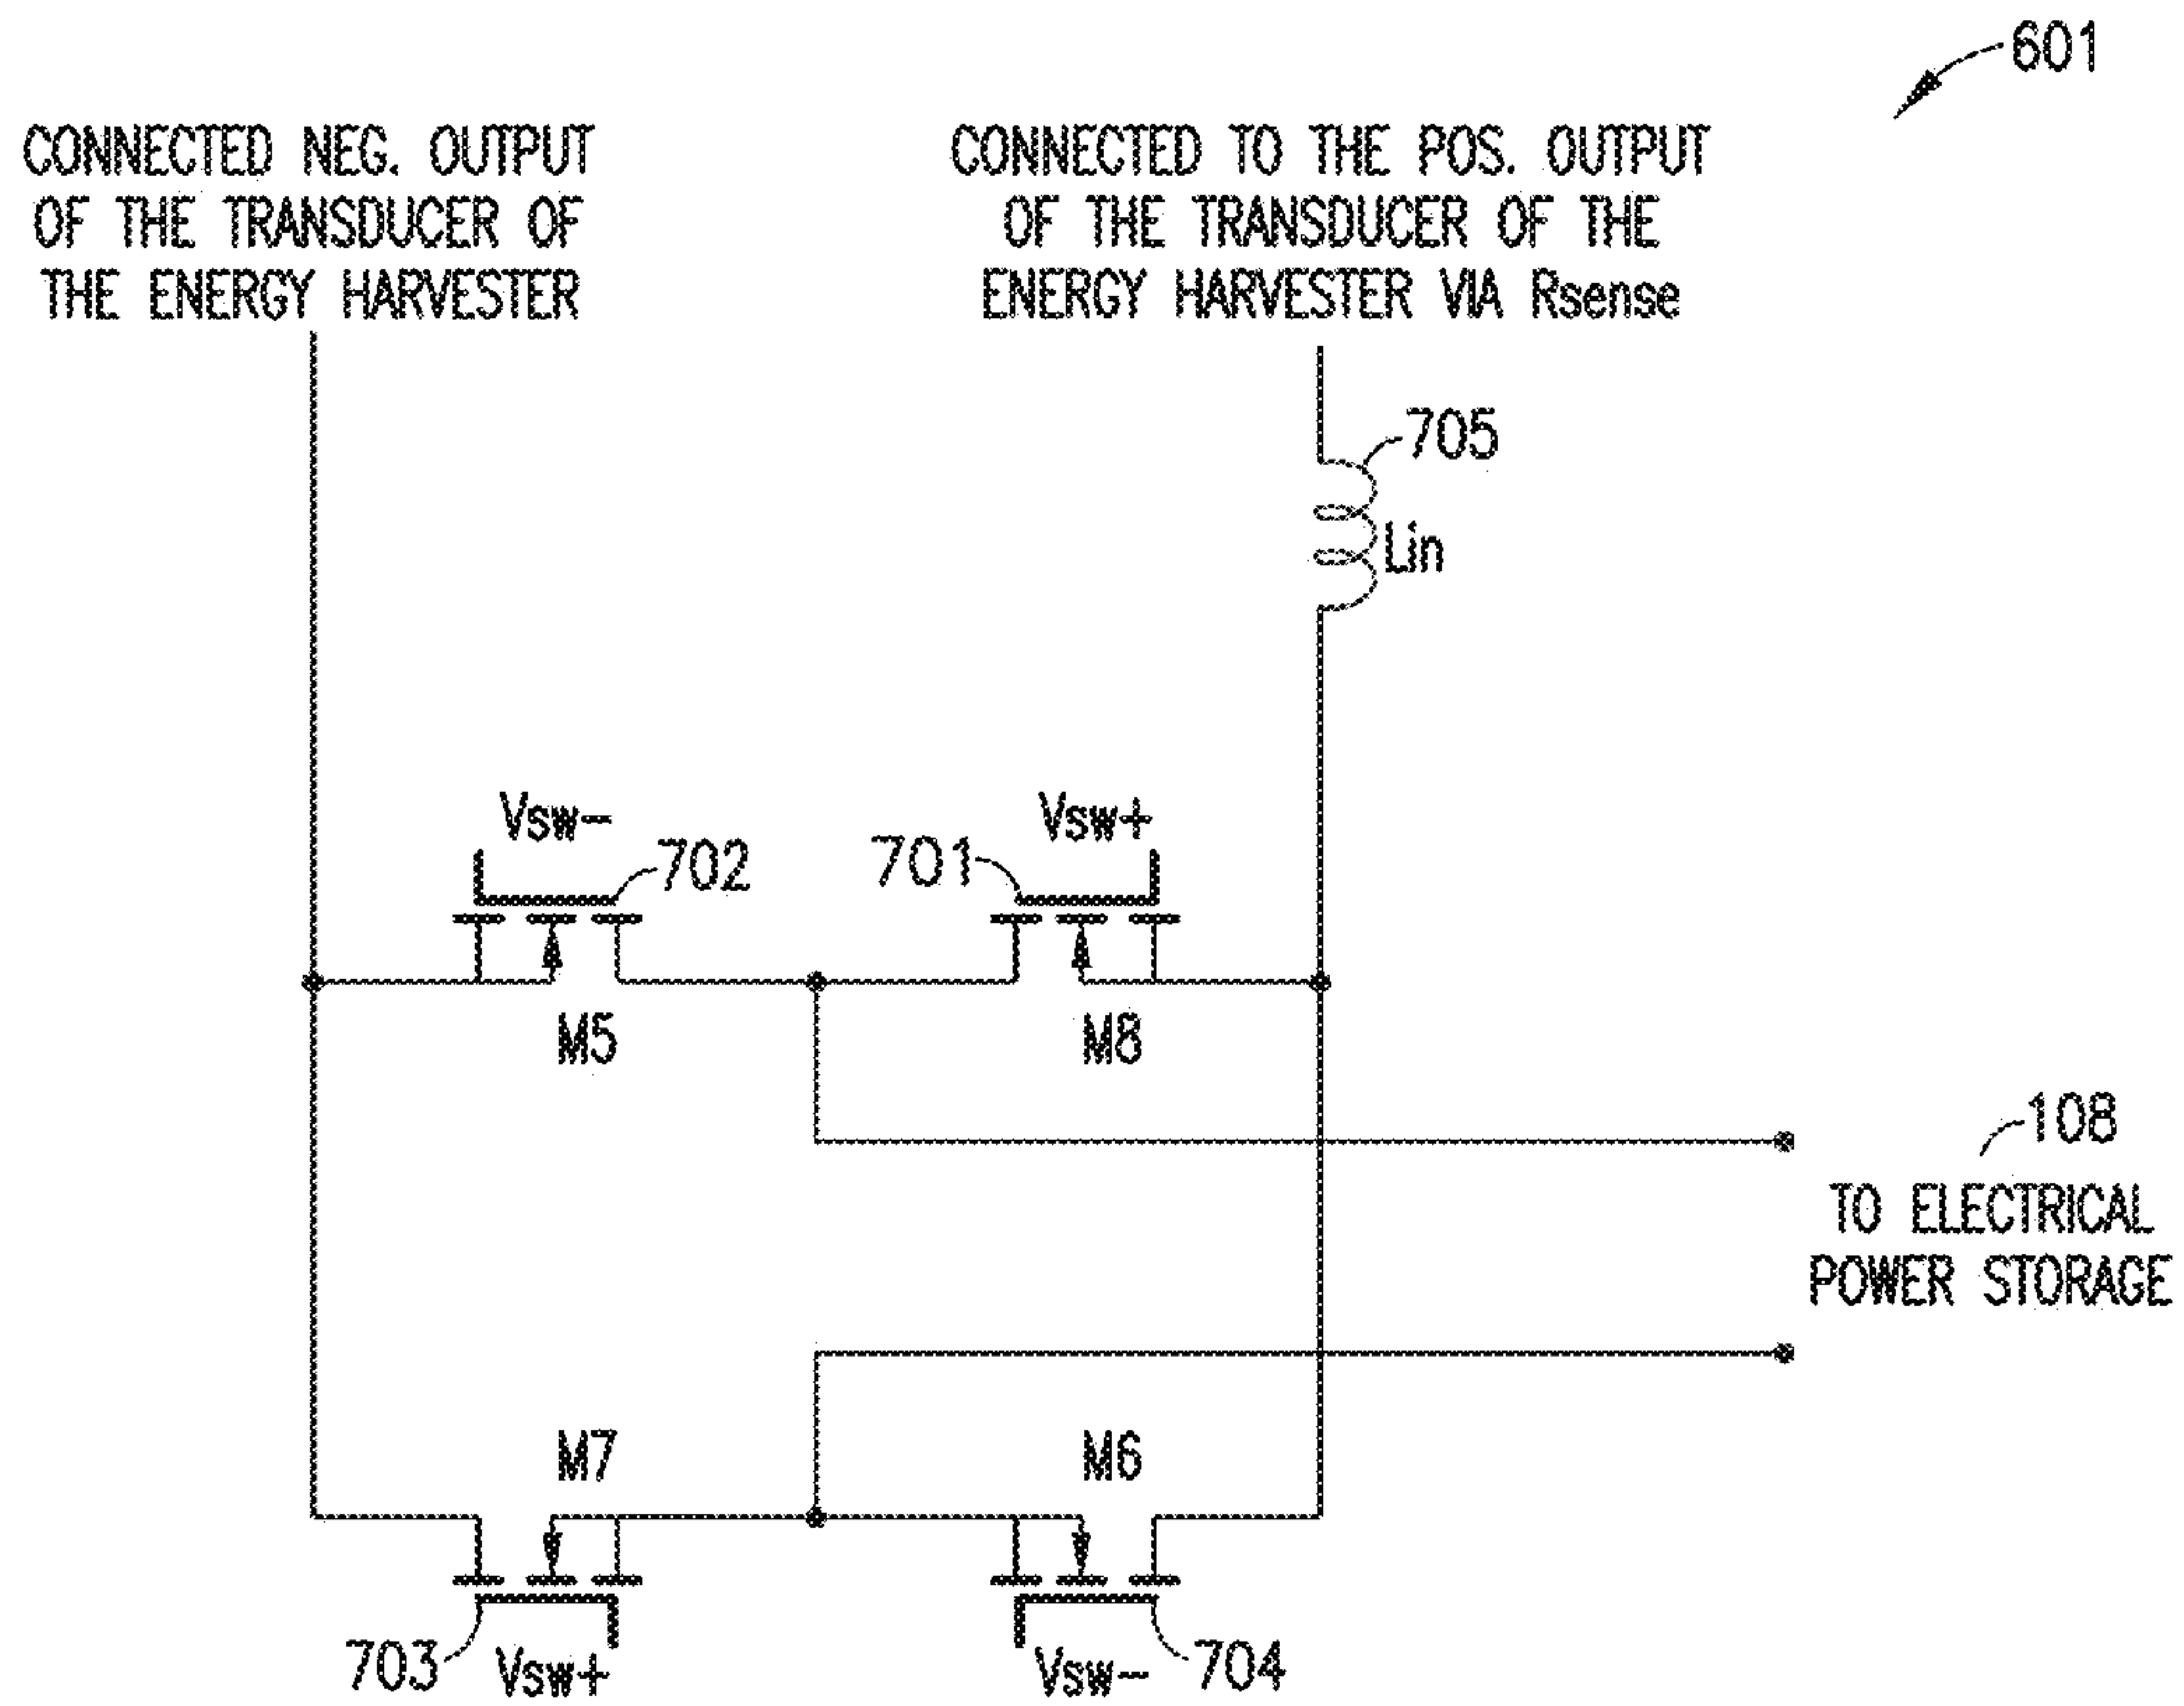 601
CONNECTED NEG. OUTPUT
OF THE TRANSDUCER OF
THE ENERGY HARVESTER
CONNECTED TO THE POS. OUTPUT
OF THE TRANSDUCER OF THE
ENERGY HARVESTER VIA Rsense
705
Lin
Vsw-
702
701
Vsw+
M5
M8
108
TO ELECTRICAL
POWER STORAGE
M7
M6
703
Vsw+
Vsw-
704